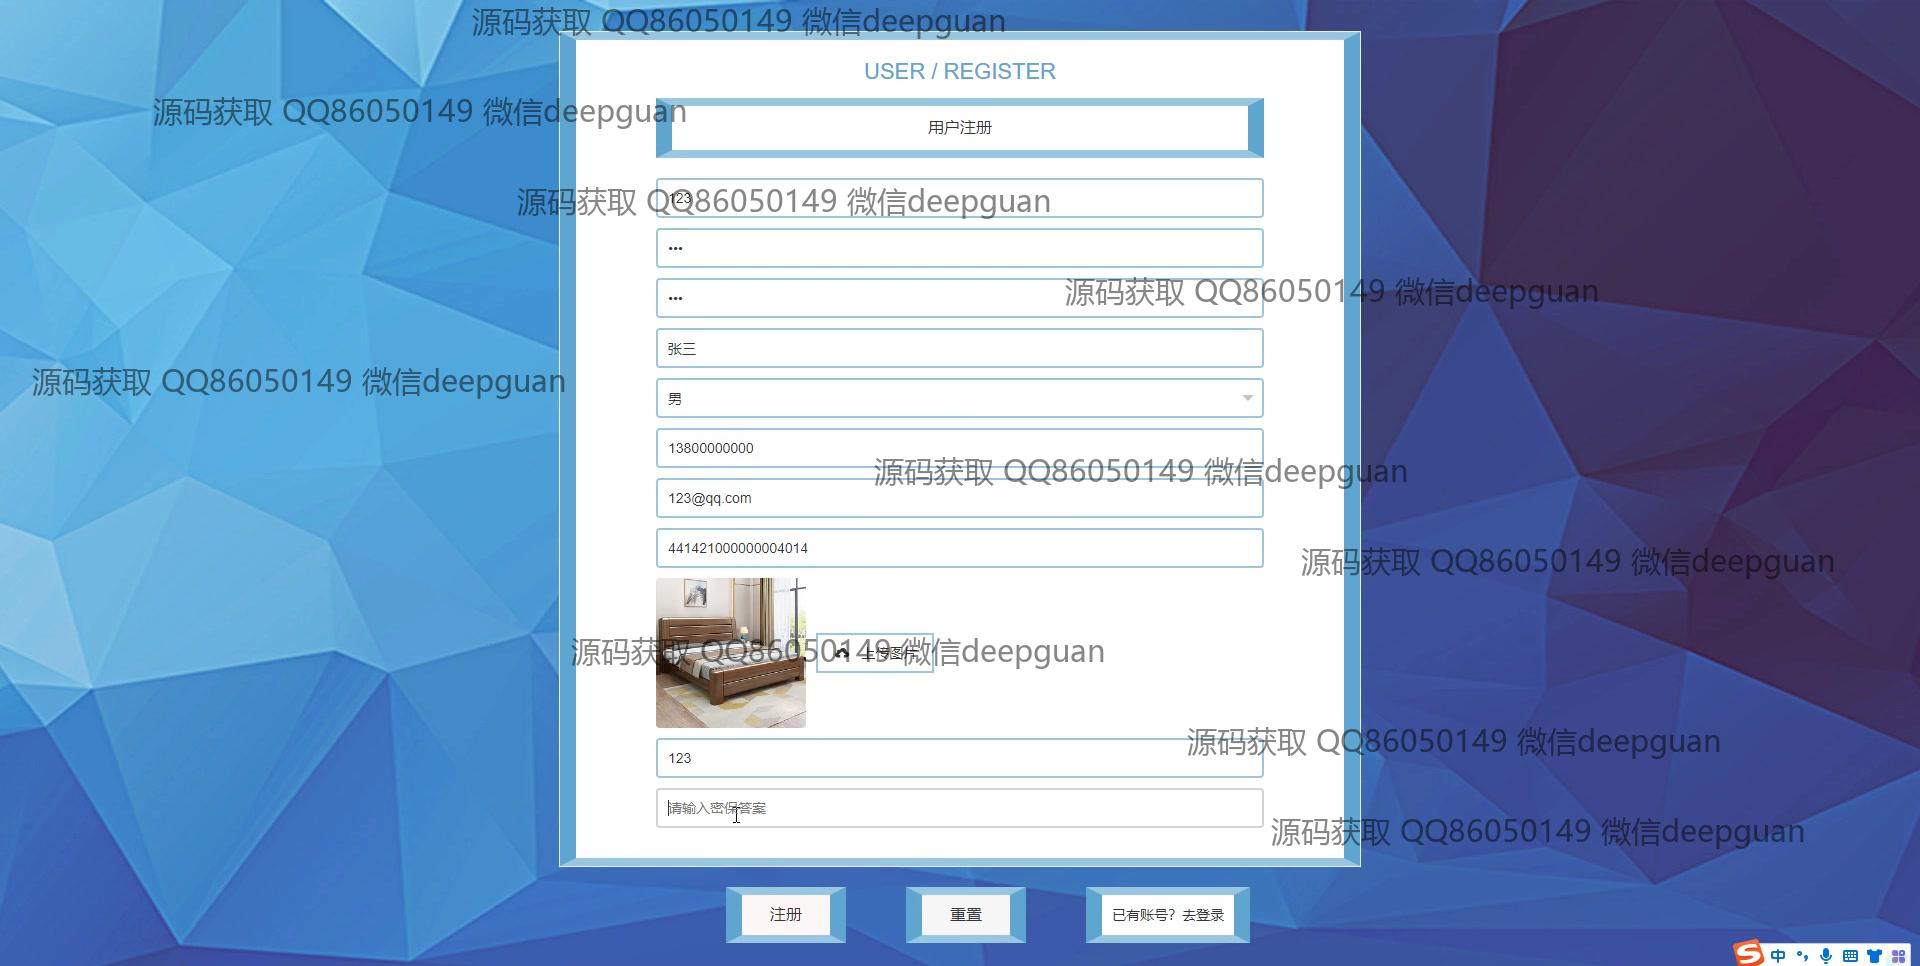 源码获取 QQ86050149 微信deepguan
USER / REGISTER
源码获取 QQ86050149 微信deepguan
用户注册
123
源码获取 QQ86050149 微信deepguan
•••
源码获取 QQ86050149 微信deepguan
•••
张三
源码获取 QQ86050149 微信deepguan
男
13800000000
源码获取 QQ86050149 微信deepguan
123@qq.com
441421000000004014
源码获取 QQ86050149 微信deepguan
源码获取 QQ86050149 微信deepguan
上传图片
源码获取 QQ86050149 微信deepguan
123
请输入密保答案
源码获取 QQ86050149 微信deepguan
注册
重置
已有账号？去登录
中